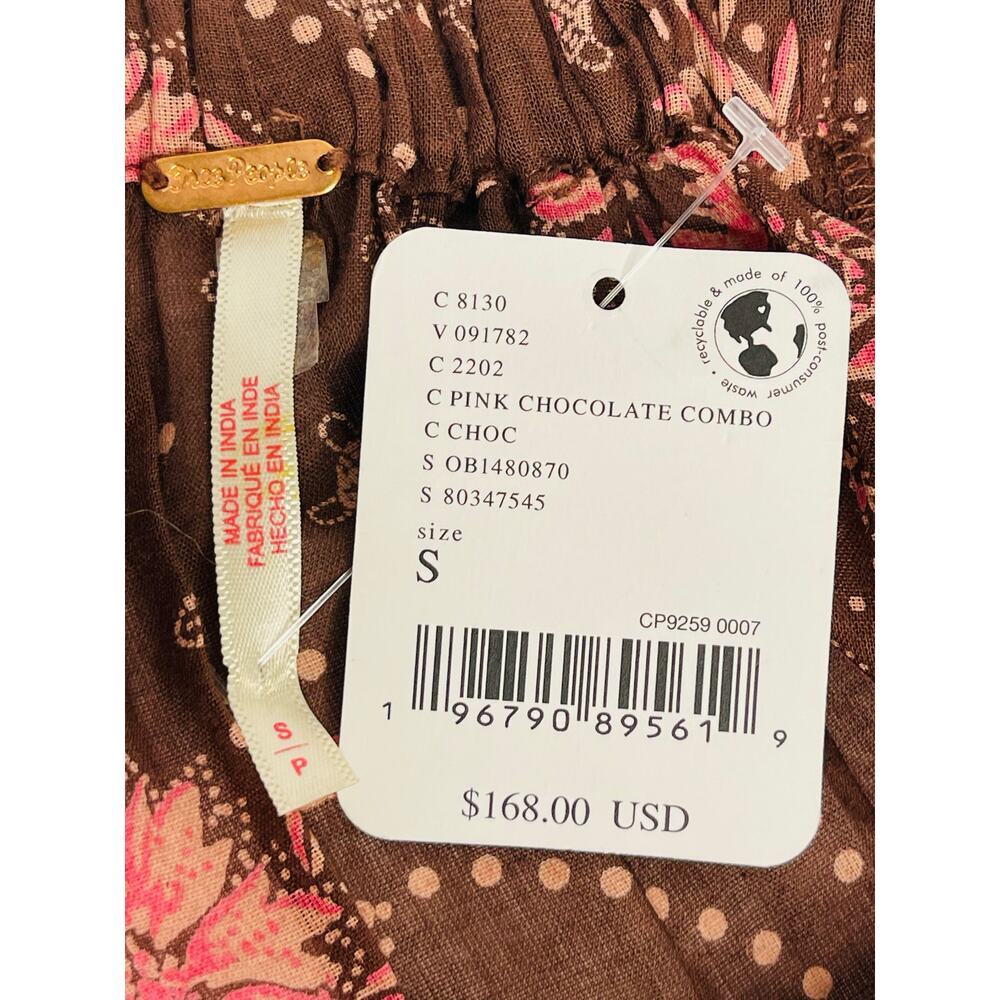 Free People
MADE IN INDIA
FABRIQUÉ EN INDE
HECHO EN INDIA
S
P
recyclable & made of 100% post-consumer waste •
C 8130
V 091782
C 2202
C PINK CHOCOLATE COMBO
C CHOC
S OB1480870
S 80347545
size
S
CP9259 0007
1 96790 89561 9
$168.00 USD